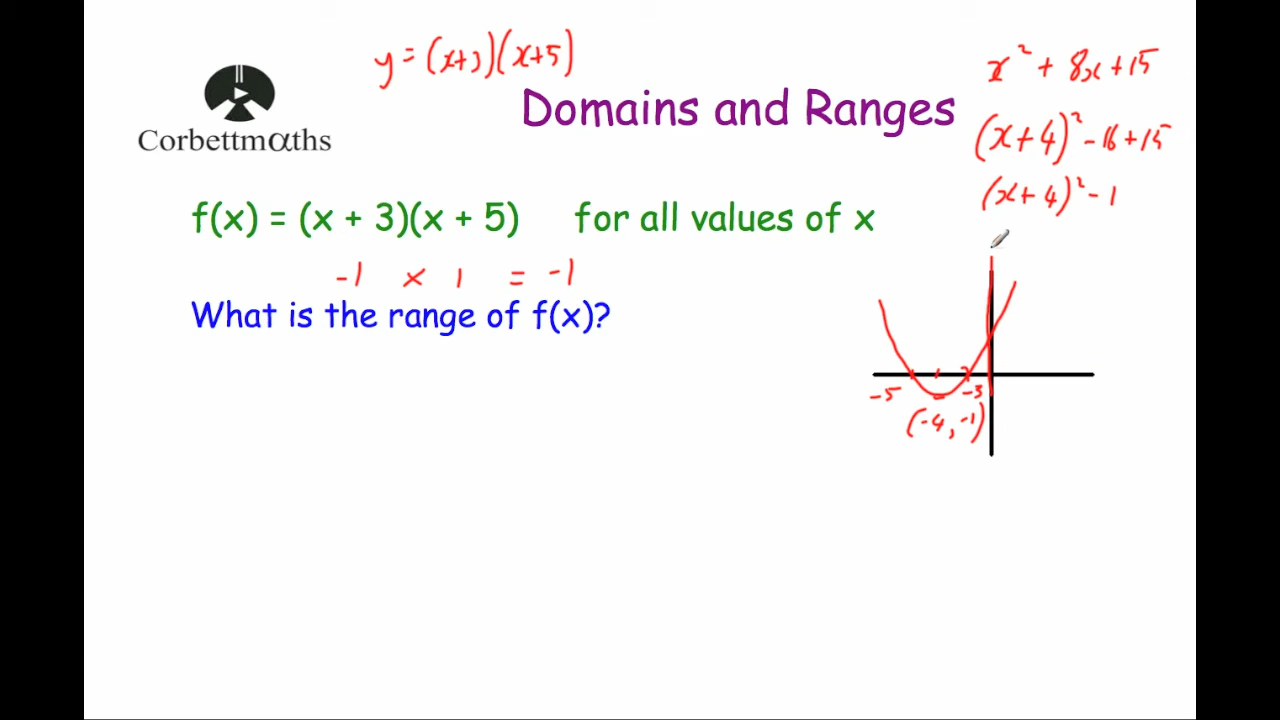 y = (x+3)(x+5)
x² + 8x + 15
Corbettmαths
Domains and Ranges
(x + 4)² - 16 + 15
(x + 4)² - 1
f(x) = (x + 3)(x + 5) for all values of x
-1 × 1 = -1
What is the range of f(x)?
-5 -3
(-4, -1)